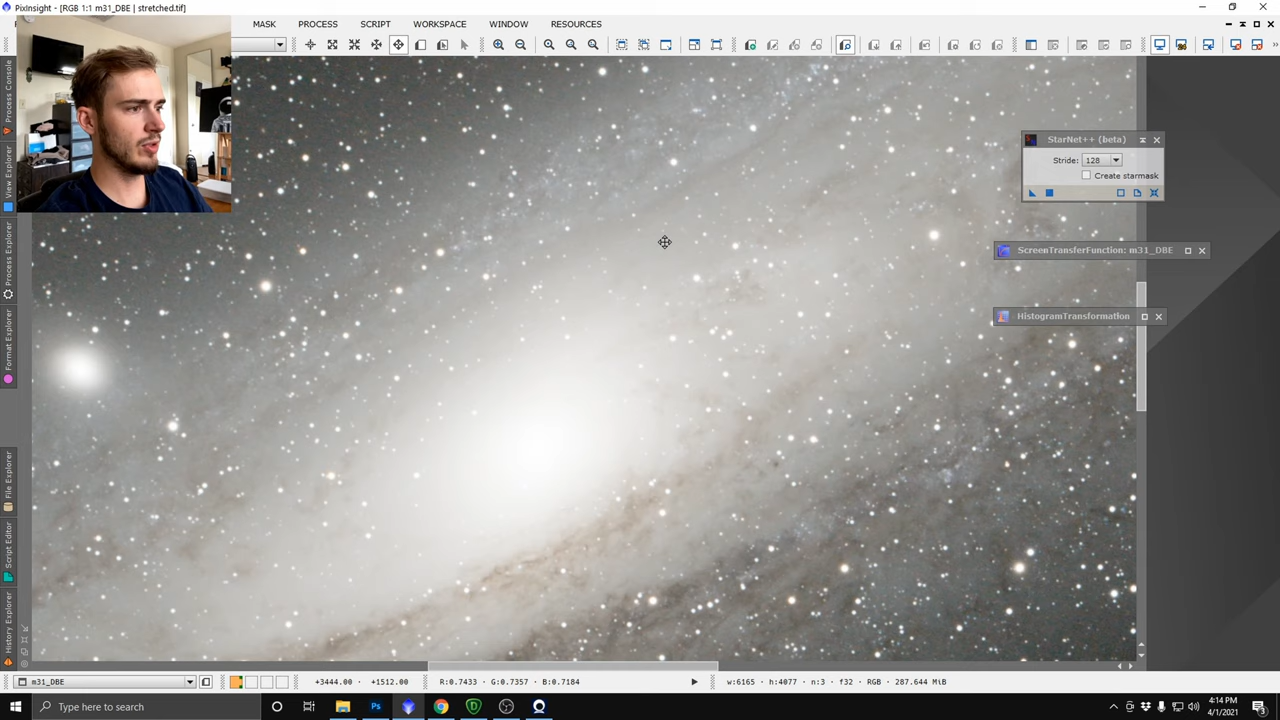 PixInsight - [RGB 1:1 m31_DBE | stretched.tif]
MASK PROCESS SCRIPT WORKSPACE WINDOW RESOURCES
Process Console
View Explorer
Process Explorer
Format Explorer
File Explorer
Script Editor
History Explorer
StarNet++ (beta)
Stride: 128
Create starmask
ScreenTransferFunction: m31_DBE
HistogramTransformation
m31_DBE +3444.00 · +1512.00 R:0.7433 · G:0.7357 · B:0.7184 w:6165 · h:4077 · n:3 · f32 · RGB · 287.644 MiB
Type here to search
4:14 PM
4/1/2021